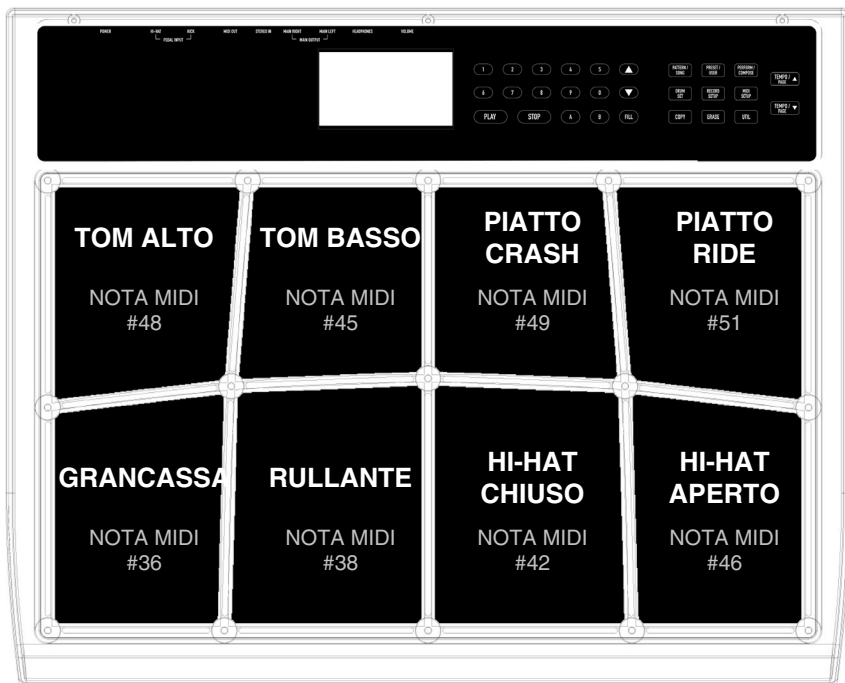 POWER HI-HAT KICK MIDI OUT STEREO IN MAIN RIGHT MAIN LEFT HEADPHONES VOLUME
PEDAL INPUT MAIN OUTPUT
1 2 3 4 5 PATTERN / SONG PRESET / USER PERFORM / COMPOSE
TEMPO / PAGE
6 7 8 9 0 DRUM SET RECORD SETUP MIDI SETUP
TEMPO / PAGE
PLAY STOP A B FILL COPY ERASE UTIL
TOM ALTO
NOTA MIDI
#48
TOM BASSO
NOTA MIDI
#45
PIATTO
CRASH
NOTA MIDI
#49
PIATTO
RIDE
NOTA MIDI
#51
GRANCASSA
NOTA MIDI
#36
RULLANTE
NOTA MIDI
#38
HI-HAT
CHIUSO
NOTA MIDI
#42
HI-HAT
APERTO
NOTA MIDI
#46